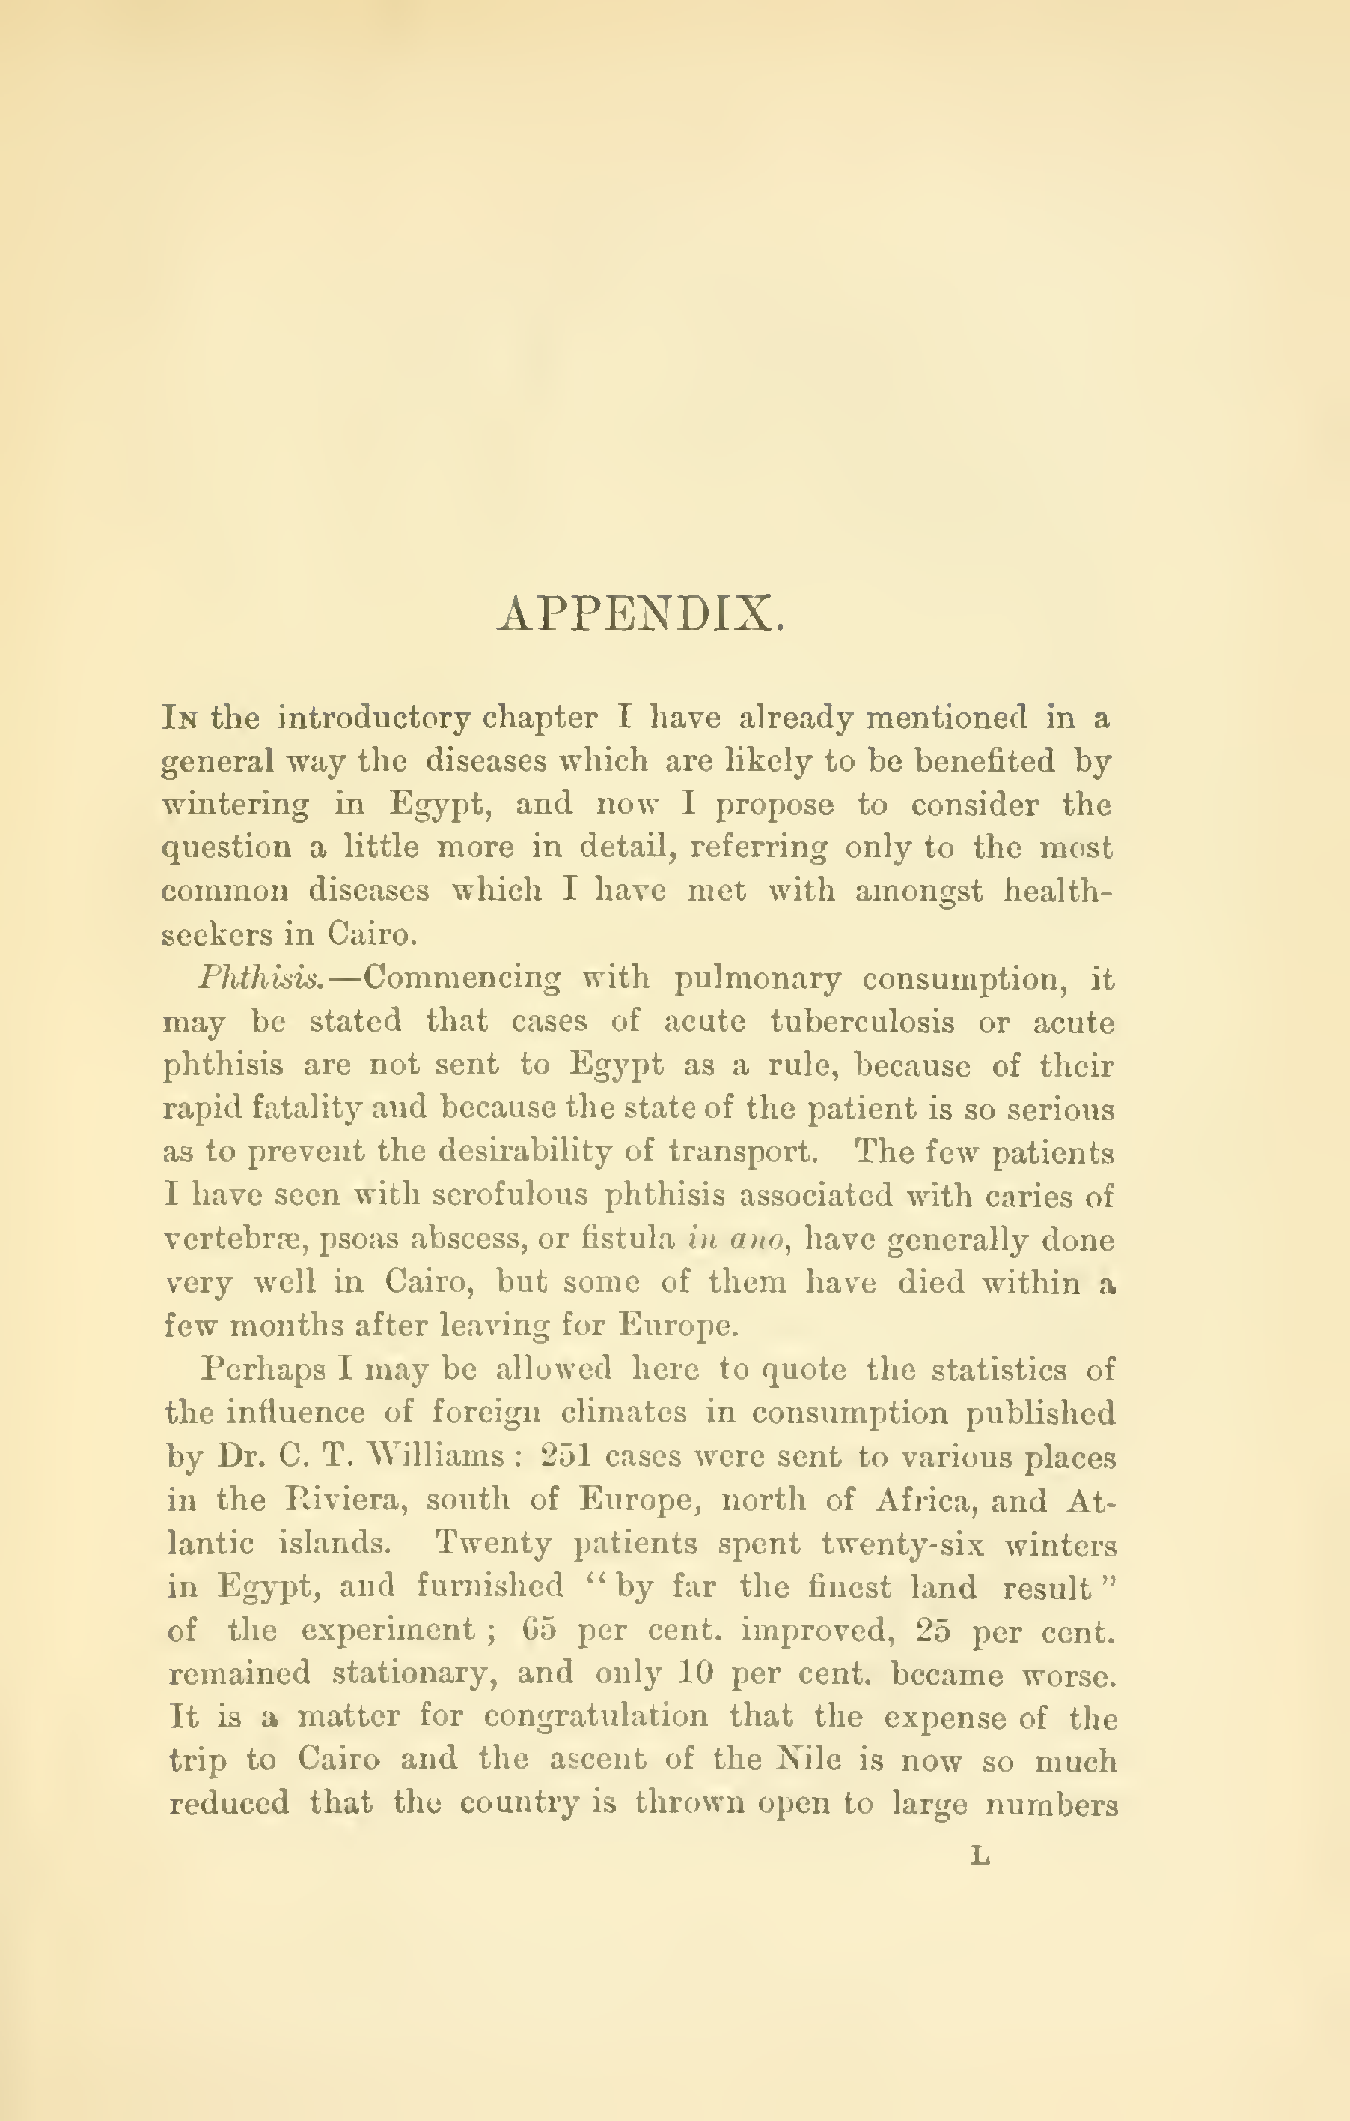 APPENDIX.
In the introductory chapter I have already mentioned in a
general way the diseases which are likely to be benefited by
wintering in Egypt, and now I propose to consider the
question a little more in detail, referring only to the most
common diseases which I have met with amongst health-
seekers in Cairo.
Phthisis.—Commencing with pulmonary consumption, it
may be stated that cases of acute tuberculosis or acute
phthisis are not sent to Egypt as a rule, because of their
rapid fatality and because the state of the patient is so serious
as to prevent the desirability of transport. The few patients
I have seen with scrofulous phthisis associated with caries of
vertebræ, psoas abscess, or fistula in ano, have generally done
very well in Cairo, but some of them have died within a
few months after leaving for Europe.
Perhaps I may be allowed here to quote the statistics of
the influence of foreign climates in consumption published
by Dr. C. T. Williams : 251 cases were sent to various places
in the Riviera, south of Europe, north of Africa, and At-
lantic islands. Twenty patients spent twenty-six winters
in Egypt, and furnished “by far the finest land result”
of the experiment ; 65 per cent. improved, 25 per cent.
remained stationary, and only 10 per cent. became worse.
It is a matter for congratulation that the expense of the
trip to Cairo and the ascent of the Nile is now so much
reduced that the country is thrown open to large numbers
L